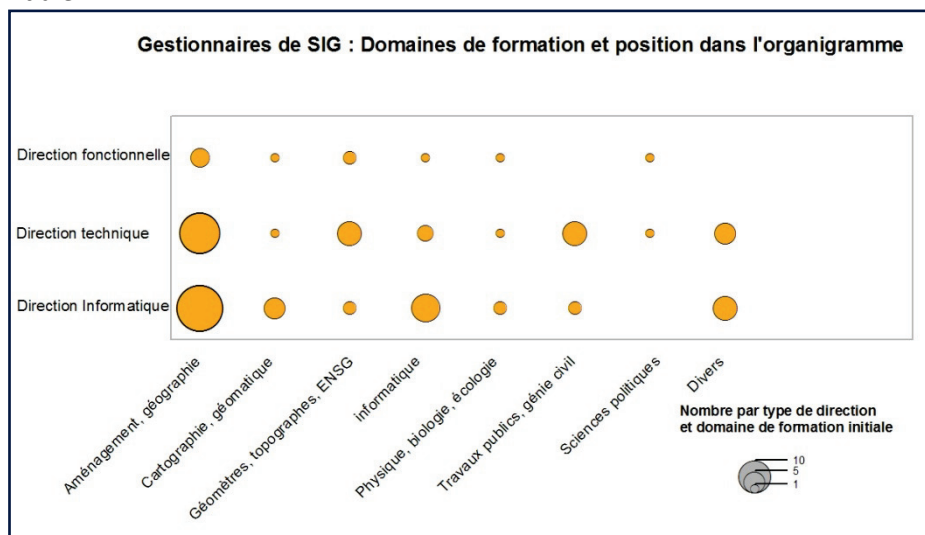 Gestionnaires de SIG : Domaines de formation et position dans l'organigramme
Direction fonctionnelle
Direction technique
Direction Informatique
Aménagement, géographie
Cartographie, géomatique
Géomètres, topographes, ENSG
informatique
Physique, biologie, écologie
Travaux publics, génie civil
Sciences politiques
Divers
Nombre par type de direction
et domaine de formation initiale
10
5
1